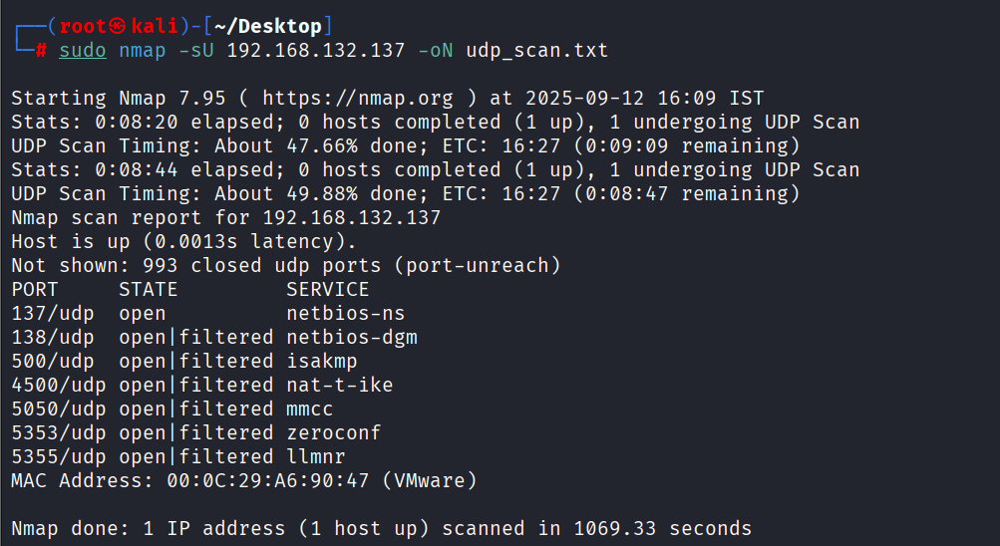 ┌──(root㉿kali)-[~/Desktop]
└─# sudo nmap -sU 192.168.132.137 -oN udp_scan.txt
Starting Nmap 7.95 ( https://nmap.org ) at 2025-09-12 16:09 IST
Stats: 0:08:20 elapsed; 0 hosts completed (1 up), 1 undergoing UDP Scan
UDP Scan Timing: About 47.66% done; ETC: 16:27 (0:09:09 remaining)
Stats: 0:08:44 elapsed; 0 hosts completed (1 up), 1 undergoing UDP Scan
UDP Scan Timing: About 49.88% done; ETC: 16:27 (0:08:47 remaining)
Nmap scan report for 192.168.132.137
Host is up (0.0013s latency).
Not shown: 993 closed udp ports (port-unreach)
PORT     STATE         SERVICE
137/udp  open          netbios-ns
138/udp  open|filtered netbios-dgm
500/udp  open|filtered isakmp
4500/udp open|filtered nat-t-ike
5050/udp open|filtered mmcc
5353/udp open|filtered zeroconf
5355/udp open|filtered llmnr
MAC Address: 00:0C:29:A6:90:47 (VMware)
Nmap done: 1 IP address (1 host up) scanned in 1069.33 seconds